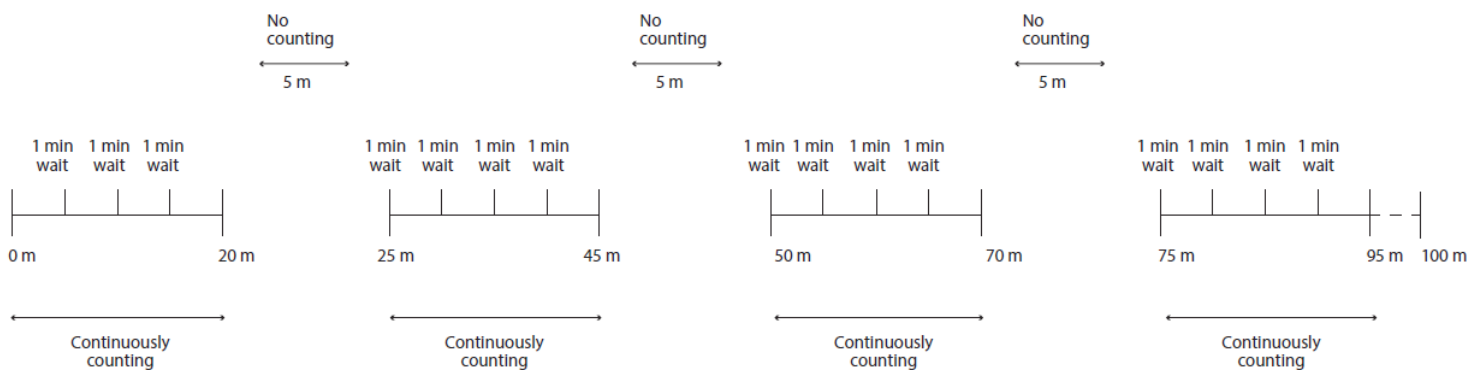 No
counting
5 m
No
counting
5 m
No
counting
5 m
1 min
wait
1 min
wait
1 min
wait
1 min
wait
1 min
wait
1 min
wait
1 min
wait
1 min
wait
1 min
wait
1 min
wait
1 min
wait
1 min
wait
1 min
wait
1 min
wait
1 min
wait
0 m
20 m
25 m
45 m
50 m
70 m
75 m
95 m
100 m
Continuously
counting
Continuously
counting
Continuously
counting
Continuously
counting